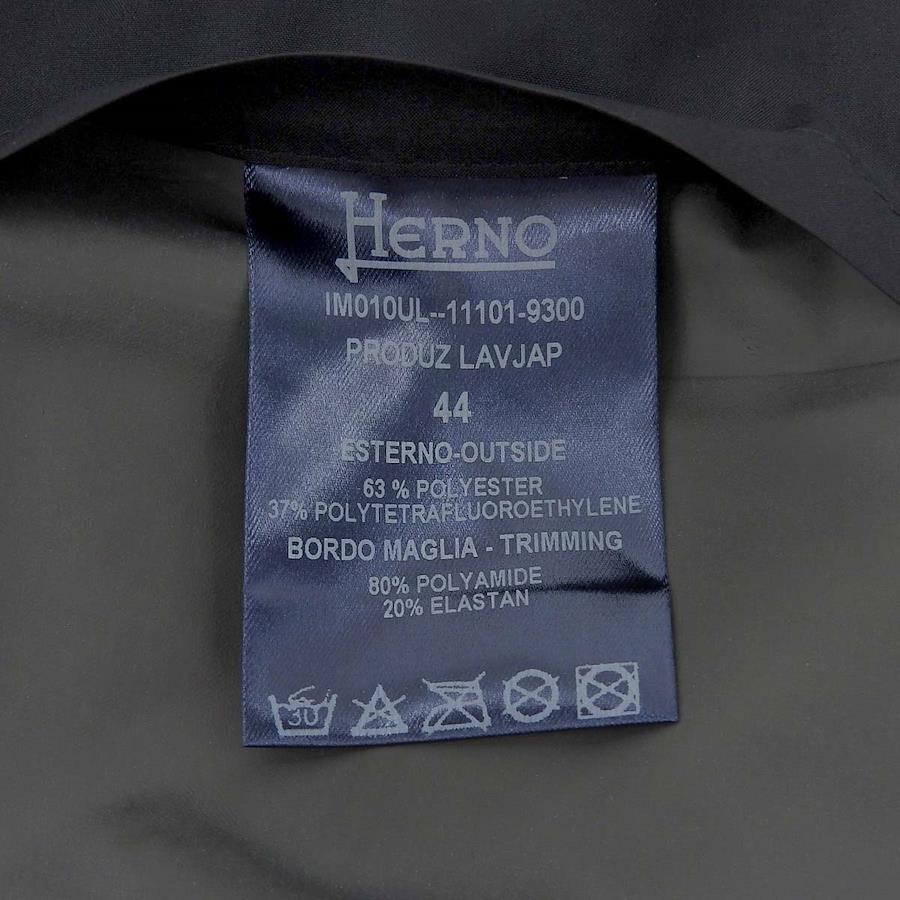 HERNO
IM010UL--11101-9300
PRODUZ LAVJAP
44
ESTERNO-OUTSIDE
63 % POLYESTER
37% POLYTETRAFLUOROETHYLENE
BORDO MAGLIA - TRIMMING
80% POLYAMIDE
20% ELASTAN
30